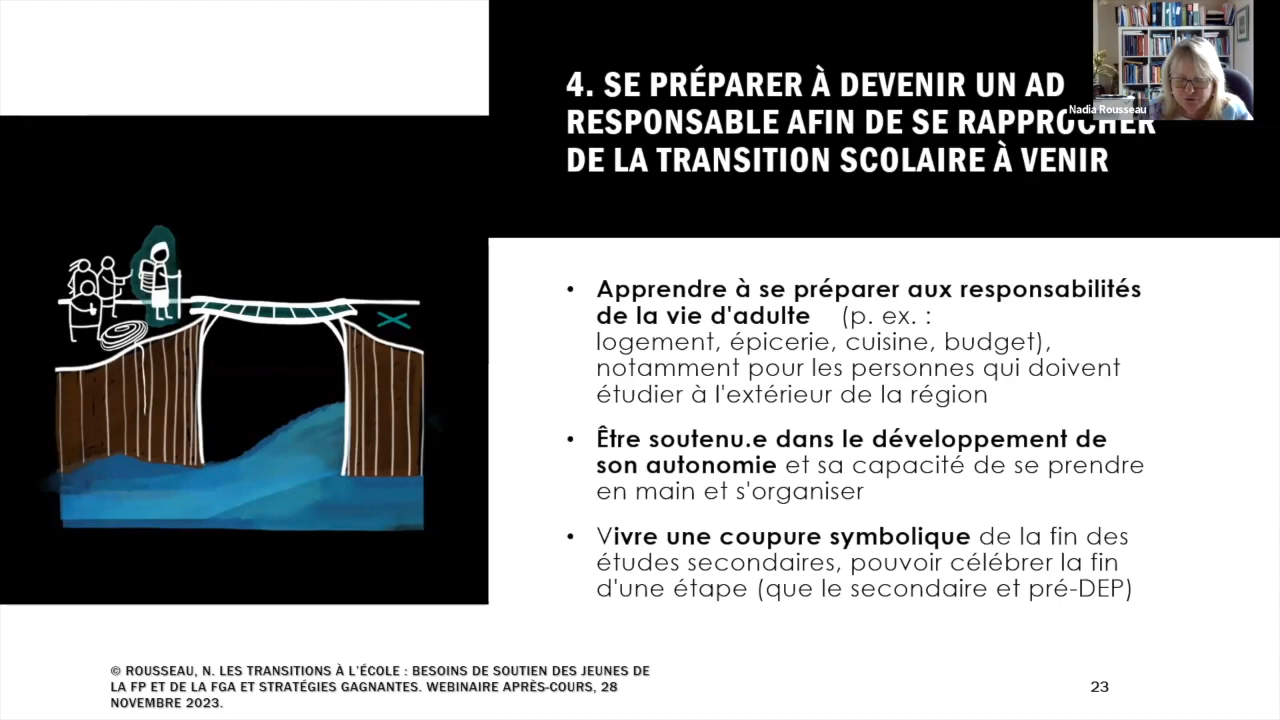 4. SE PRÉPARER À DEVENIR UN AD
RESPONSABLE AFIN DE SE RAPPROCHER
DE LA TRANSITION SCOLAIRE À VENIR
Nadia Rousseau
• Apprendre à se préparer aux responsabilités
de la vie d'adulte (p. ex. :
logement, épicerie, cuisine, budget),
notamment pour les personnes qui doivent
étudier à l'extérieur de la région
• Être soutenu.e dans le développement de
son autonomie et sa capacité de se prendre
en main et s'organiser
• Vivre une coupure symbolique de la fin des
études secondaires, pouvoir célébrer la fin
d'une étape (que le secondaire et pré-DEP)
© ROUSSEAU, N. LES TRANSITIONS À L'ÉCOLE : BESOINS DE SOUTIEN DES JEUNES DE
LA FP ET DE LA FGA ET STRATÉGIES GAGNANTES. WEBINAIRE APRÈS-COURS, 28
NOVEMBRE 2023.
23